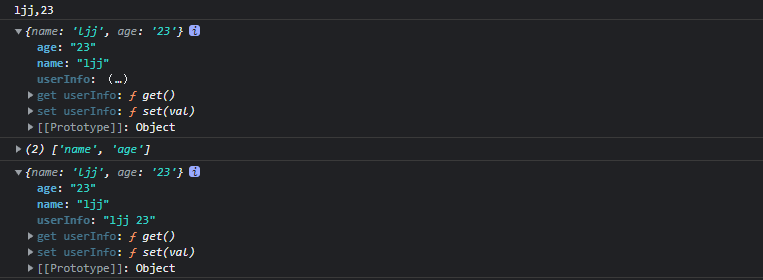 ljj,23
▼{name: 'ljj', age: '23'} i
age: "23"
name: "ljj"
userInfo: (…)
▶ get userInfo: ƒ get()
▶ set userInfo: ƒ set(val)
▶ [[Prototype]]: Object
▶ (2) ['name', 'age']
▼{name: 'ljj', age: '23'} i
age: "23"
name: "ljj"
userInfo: "ljj 23"
▶ get userInfo: ƒ get()
▶ set userInfo: ƒ set(val)
▶ [[Prototype]]: Object